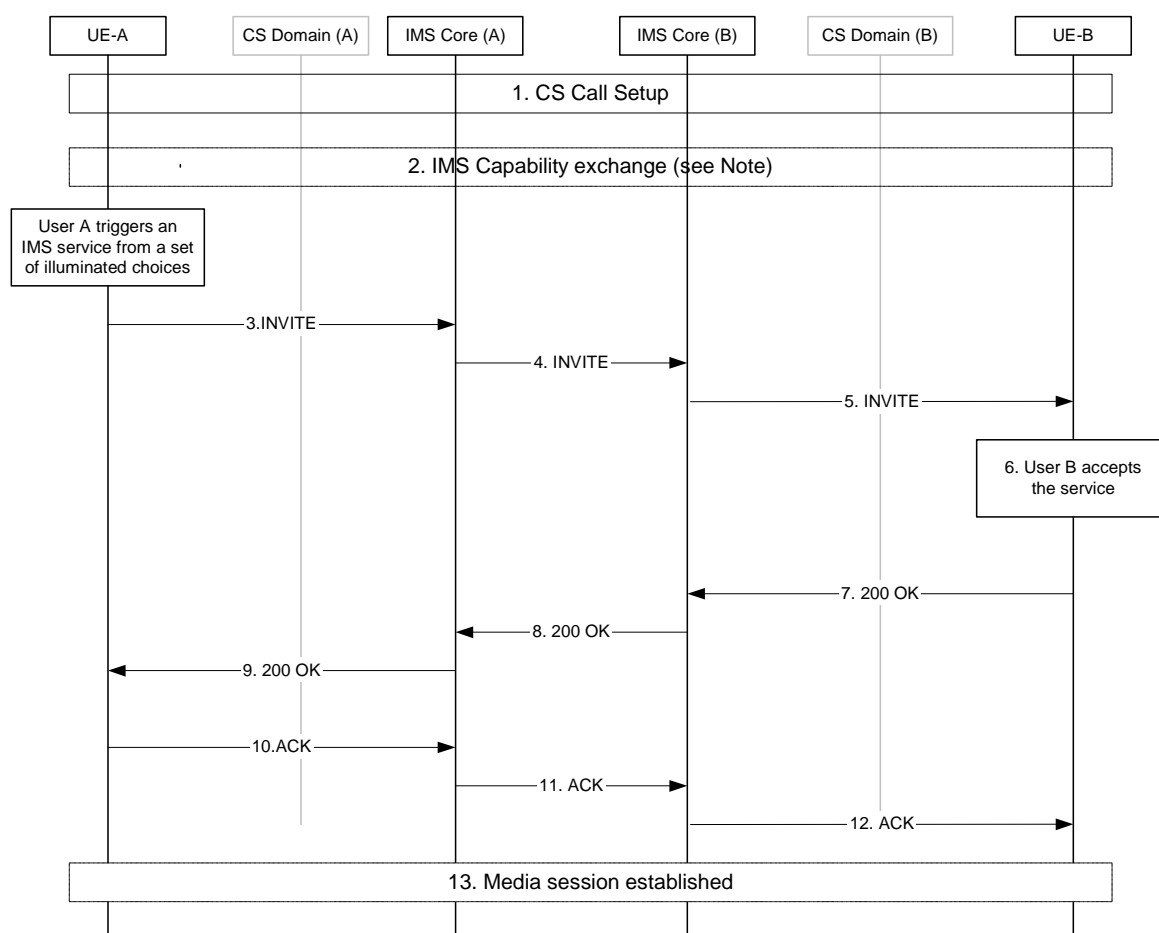 UE-A
CS Domain (A)
IMS Core (A)
IMS Core (B)
CS Domain (B)
UE-B
1. CS Call Setup
2. IMS Capability exchange (see Note)
User A triggers an
IMS service from a set
of illuminated choices
3.INVITE
4. INVITE
5. INVITE
6. User B accepts
the service
7. 200 OK
8. 200 OK
9. 200 OK
10.ACK
11. ACK
12. ACK
13. Media session established